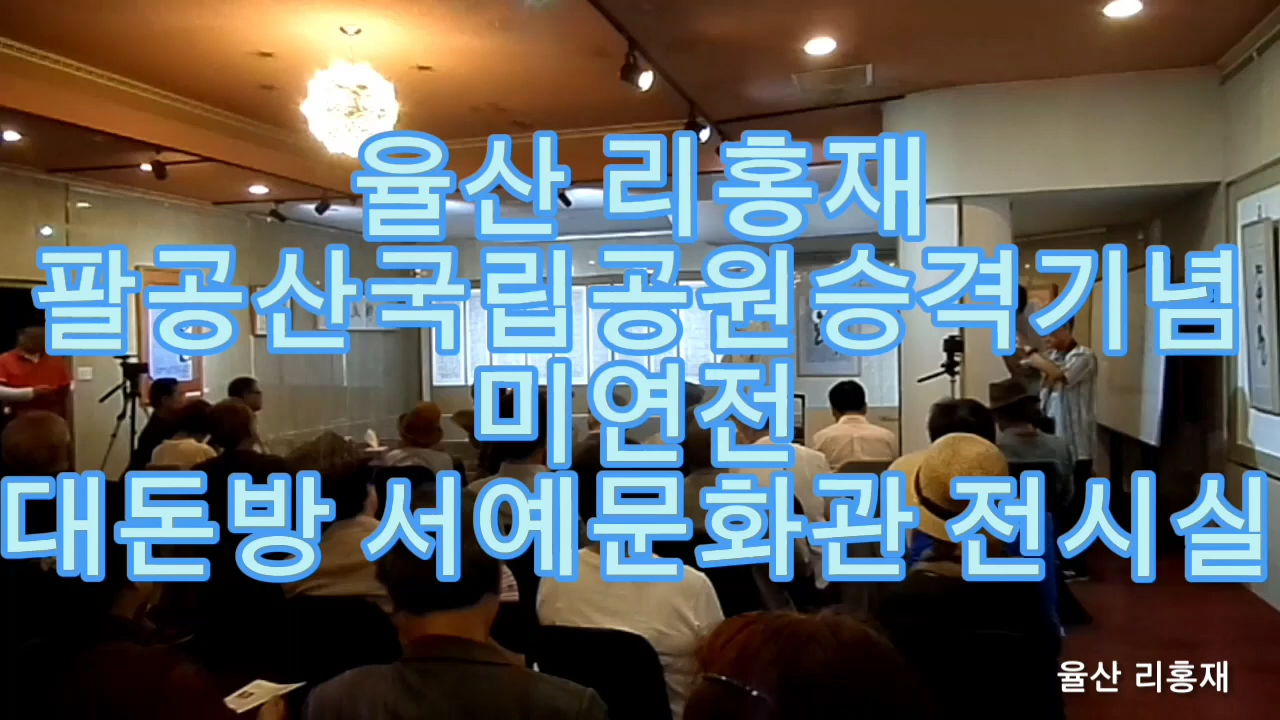 율산 리홍재
팔공산국립공원승격기념
미연전
대돈방 서예문화관 전시실
율산 리홍재